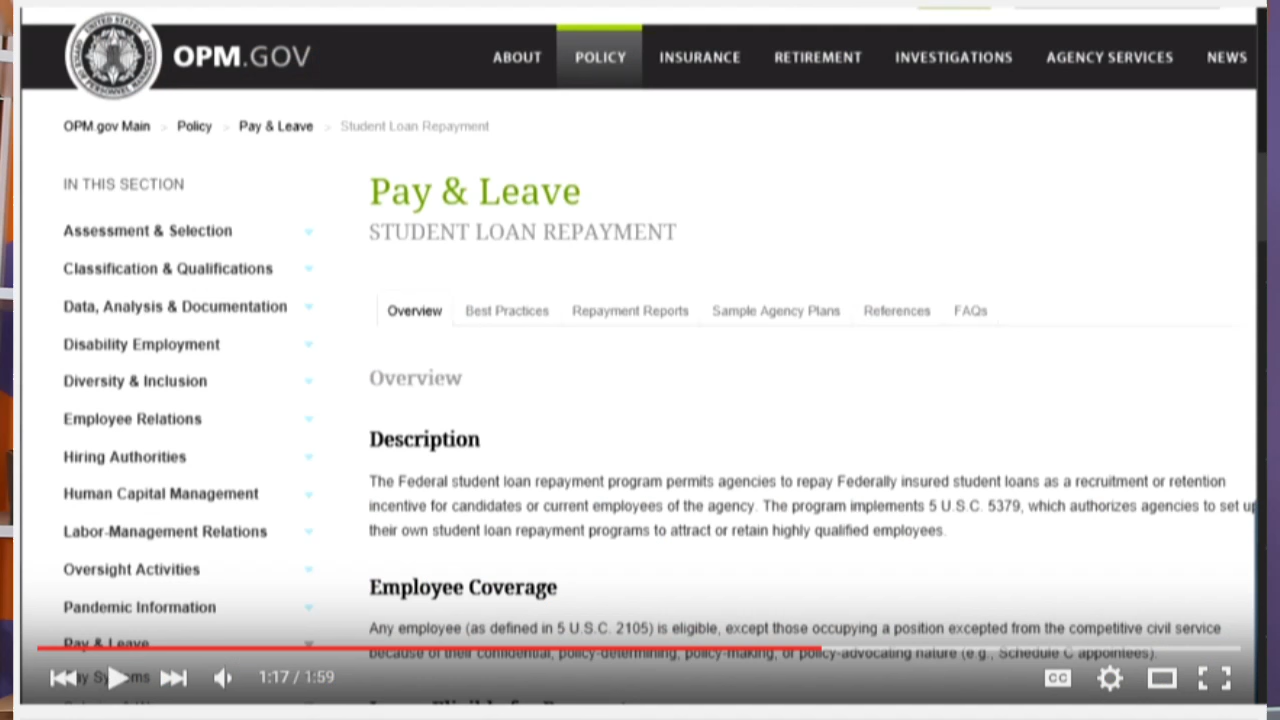 OPM.GOV
ABOUT POLICY INSURANCE RETIREMENT INVESTIGATIONS AGENCY SERVICES NEWS
OPM.gov Main > Policy > Pay & Leave > Student Loan Repayment
IN THIS SECTION
Assessment & Selection
Classification & Qualifications
Data, Analysis & Documentation
Disability Employment
Diversity & Inclusion
Employee Relations
Hiring Authorities
Human Capital Management
Labor-Management Relations
Oversight Activities
Pandemic Information
Pay & Leave
Pay & Leave
STUDENT LOAN REPAYMENT
Overview Best Practices Repayment Reports Sample Agency Plans References FAQs
Overview
Description
The Federal student loan repayment program permits agencies to repay Federally insured student loans as a recruitment or retention
incentive for candidates or current employees of the agency. The program implements 5 U.S.C. 5379, which authorizes agencies to set up
their own student loan repayment programs to attract or retain highly qualified employees.
Employee Coverage
Any employee (as defined in 5 U.S.C. 2105) is eligible, except those occupying a position excepted from the competitive civil service
because of their confidential, policy-determining, policy-making, or policy-advocating nature (e.g., Schedule C appointees).
1:17 / 1:59
CC